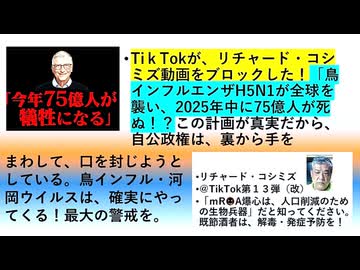 「今年75億人が
犠牲になる」
•TiｋTokが、リチャード・コシ
ミズ動画をブロックした！「鳥
インフルエンザH5N1が全球を
襲い、2025年中に75億人が死
ぬ！？この計画が真実だから、
自公政権は、裏から手を
まわして、口を封じようと
している。鳥インフル・河
岡ウイルスは、確実にやっ
てくる！最大の警戒を。
•リチャード・コシミズ
•＠TikTok第１３弾（改）
•「mR🌚A爆心は、人口削減のため
の生物兵器」だと知ってください。
既節酒者は、解毒・発症予防を！